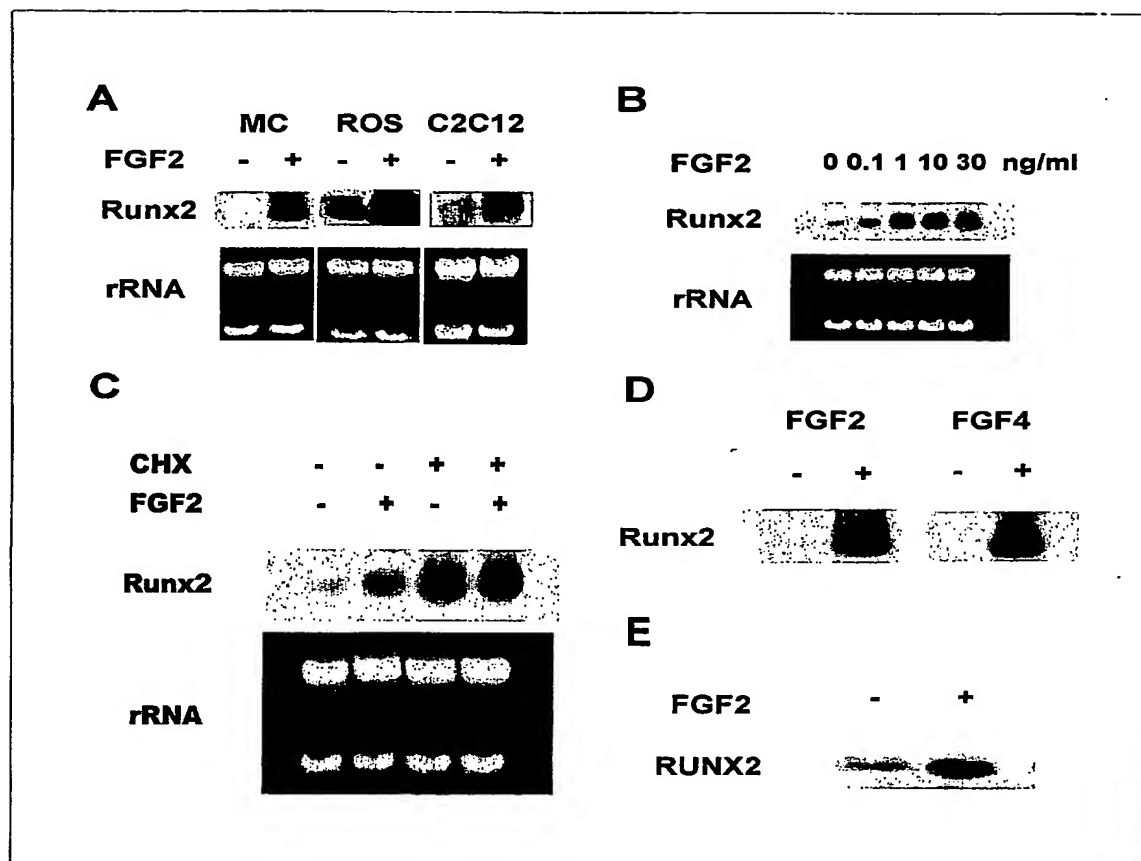 A
MC ROS C2C12
FGF2 - + - + - +
Runx2
rRNA
B
FGF2 0 0.1 1 10 30 ng/ml
Runx2
rRNA
C
CHX - - + +
FGF2 - + - +
Runx2
rRNA
D
FGF2 FGF4
- + - +
Runx2
E
FGF2 - +
RUNX2